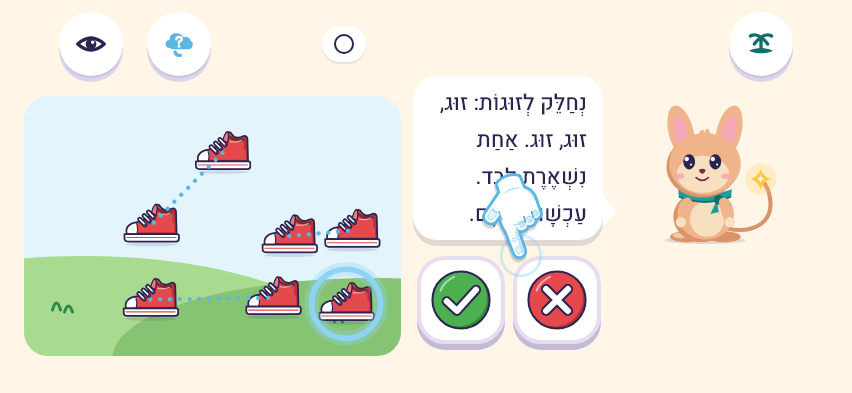 נְחַלֵּק לְזוּגוֹת: זוּג,
זוּג, זוּג. אַחַת
נִשְׁאֶרֶת לְבַד.